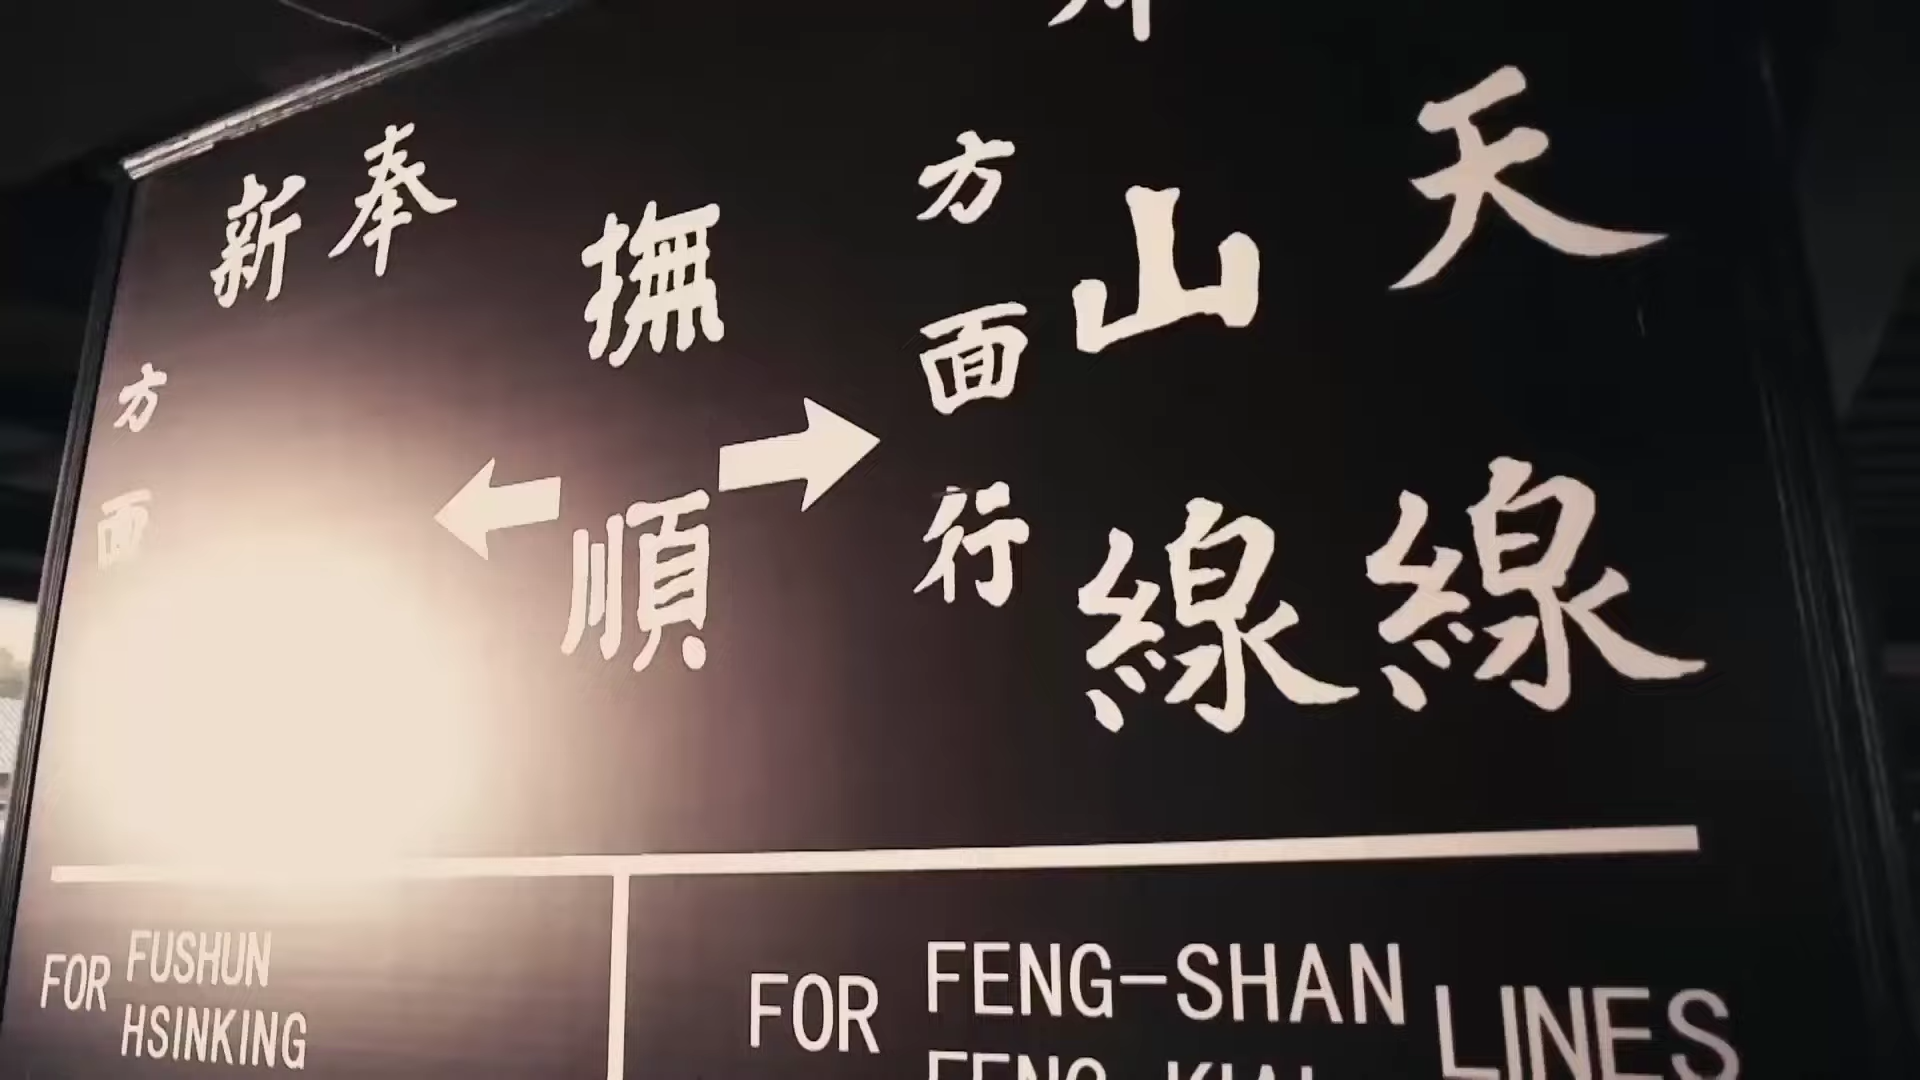 天線
山線
方面行
撫順
奉
新
方面
FOR FUSHUN
HSINKING
FOR FENG-SHAN LINES